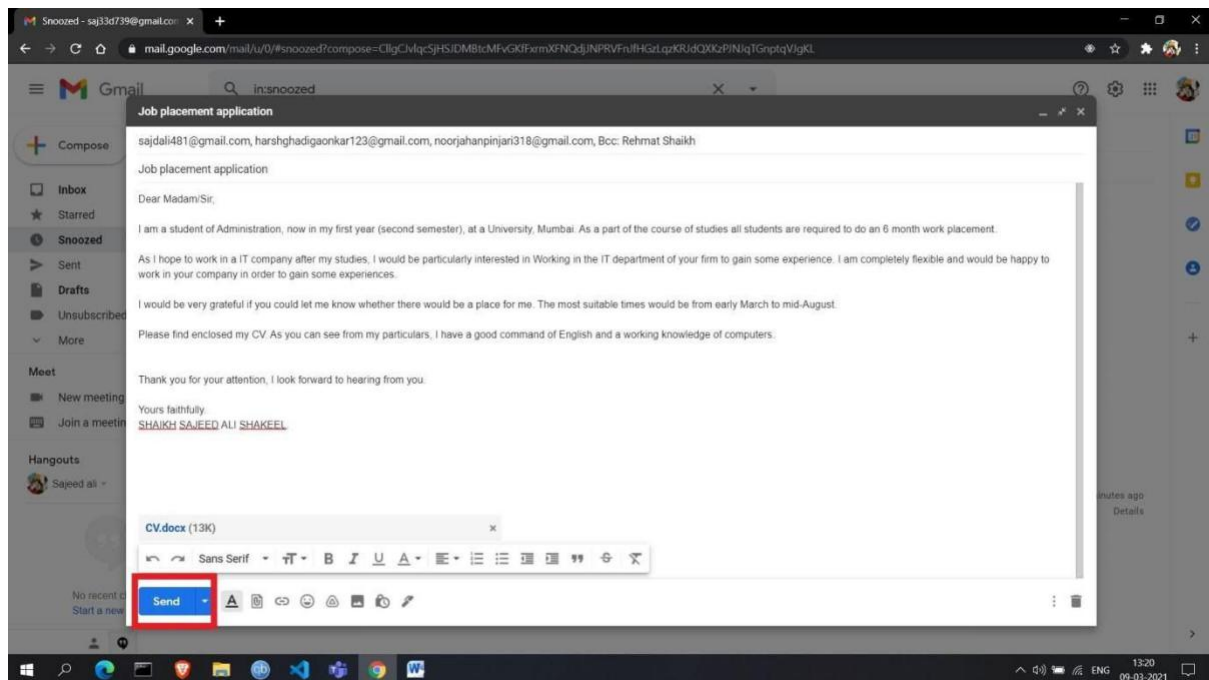 Snoozed - saj33d739@gmail.com
mail.google.com/mail/u/0/#snoozed?compose=
Gmail
in:snoozed
Job placement application
Compose
sajdali481@gmail.com, harshghadigaonkar123@gmail.com, noorjahanpinjari318@gmail.com, Bcc: Rehmat Shaikh
Job placement application
Inbox
Starred
Snoozed
Sent
Drafts
Unsubscribed
More
Meet
New meeting
Join a meetin
Hangouts
Sajeed ali
No recent c
Start a new
Dear Madam/Sir,
I am a student of Administration, now in my first year (second semester), at a University, Mumbai. As a part of the course of studies all students are required to do an 6 month work placement.
As I hope to work in a IT company after my studies, I would be particularly interested in Working in the IT department of your firm to gain some experience. I am completely flexible and would be happy to
work in your company in order to gain some experiences.
I would be very grateful if you could let me know whether there would be a place for me. The most suitable times would be from early March to mid-August.
Please find enclosed my CV. As you can see from my particulars, I have a good command of English and a working knowledge of computers.
Thank you for your attention, I look forward to hearing from you.
Yours faithfully.
SHAIKH SAJEED ALI SHAKEEL
CV.docx (13K)
Sans Serif
Send
inutes ago
Details
ENG
13:20
09-03-2021